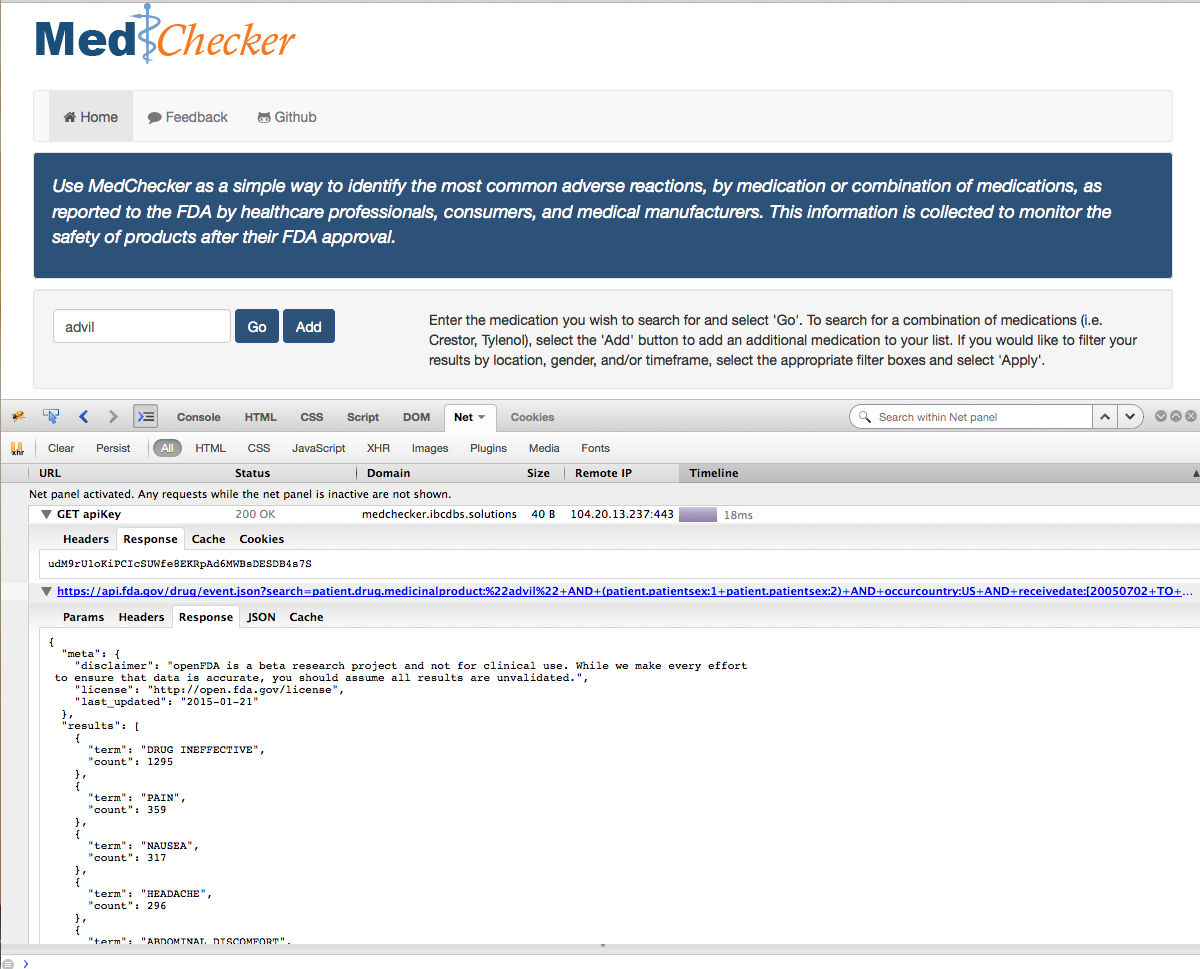 MedChecker
Home Feedback Github
Use MedChecker as a simple way to identify the most common adverse reactions, by medication or combination of medications, as
reported to the FDA by healthcare professionals, consumers, and medical manufacturers. This information is collected to monitor the
safety of products after their FDA approval.
advil Go Add
Enter the medication you wish to search for and select 'Go'. To search for a combination of medications (i.e.
Crestor, Tylenol), select the 'Add' button to add an additional medication to your list. If you would like to filter your
results by location, gender, and/or timeframe, select the appropriate filter boxes and select 'Apply'.
Console HTML CSS Script DOM Net Cookies Search within Net panel
xhr Clear Persist All HTML CSS JavaScript XHR Images Plugins Media Fonts
URL Status Domain Size Remote IP Timeline
Net panel activated. Any requests while the net panel is inactive are not shown.
GET apiKey 200 OK medchecker.ibcdbs.solutions 40 B 104.20.13.237:443 18ms
Headers Response Cache Cookies
udM9rUloKiPCIcSUWfe8EKRpAd6MWBsDESDB4s7S
https://api.fda.gov/drug/event.json?search=patient.drug.medicinalproduct:%22advil%22+AND+(patient.patientsex:1+patient.patientsex:2)+AND+occurcountry:US+AND+receivedate:[20050702+TO+...
Params Headers Response JSON Cache
{
"meta": {
"disclaimer": "openFDA is a beta research project and not for clinical use. While we make every effort
to ensure that data is accurate, you should assume all results are unvalidated.",
"license": "http://open.fda.gov/license",
"last_updated": "2015-01-21"
},
"results": [
{
"term": "DRUG INEFFECTIVE",
"count": 1295
},
{
"term": "PAIN",
"count": 359
},
{
"term": "NAUSEA",
"count": 317
},
{
"term": "HEADACHE",
"count": 296
},
{
"term": "ABDOMINAL DISCOMFORT",